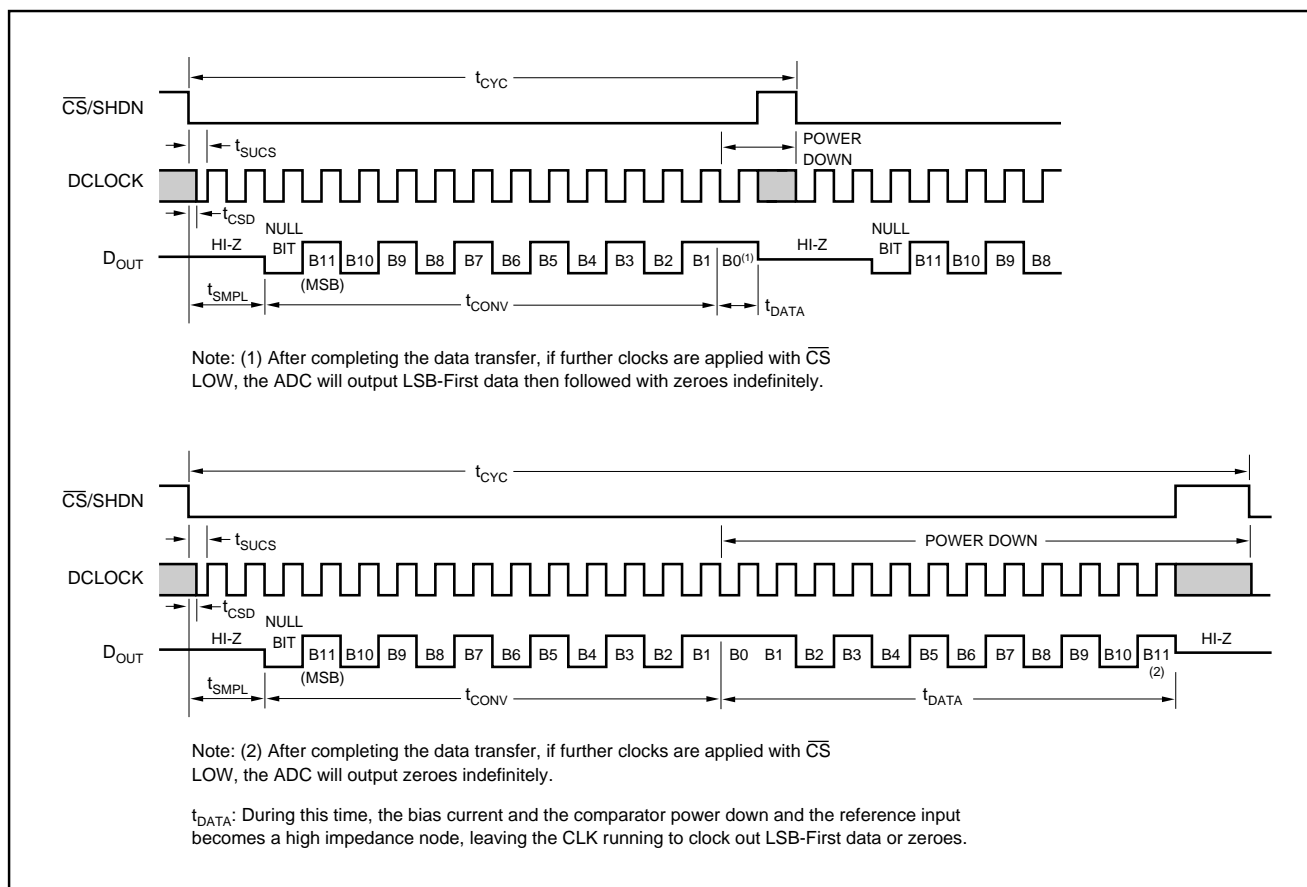 tCYC
CS/SHDN
POWER
DOWN
tSUCS
DCLOCK
tCSD
NULL
BIT
HI-Z
DOUT
B11 B10 B9 B8 B7 B6 B5 B4 B3 B2 B1 B0(1)
HI-Z
NULL
BIT
B11 B10 B9 B8
(MSB)
tSMPL
tCONV
tDATA
Note: (1) After completing the data transfer, if further clocks are applied with CS
LOW, the ADC will output LSB-First data then followed with zeroes indefinitely.
tCYC
CS/SHDN
tSUCS
POWER DOWN
DCLOCK
tCSD
NULL
BIT
HI-Z
DOUT
B11 B10 B9 B8 B7 B6 B5 B4 B3 B2 B1 B0 B1 B2 B3 B4 B5 B6 B7 B8 B9 B10 B11
HI-Z
(MSB)
(2)
tSMPL
tCONV
tDATA
Note: (2) After completing the data transfer, if further clocks are applied with CS
LOW, the ADC will output zeroes indefinitely.
tDATA: During this time, the bias current and the comparator power down and the reference input
becomes a high impedance node, leaving the CLK running to clock out LSB-First data or zeroes.